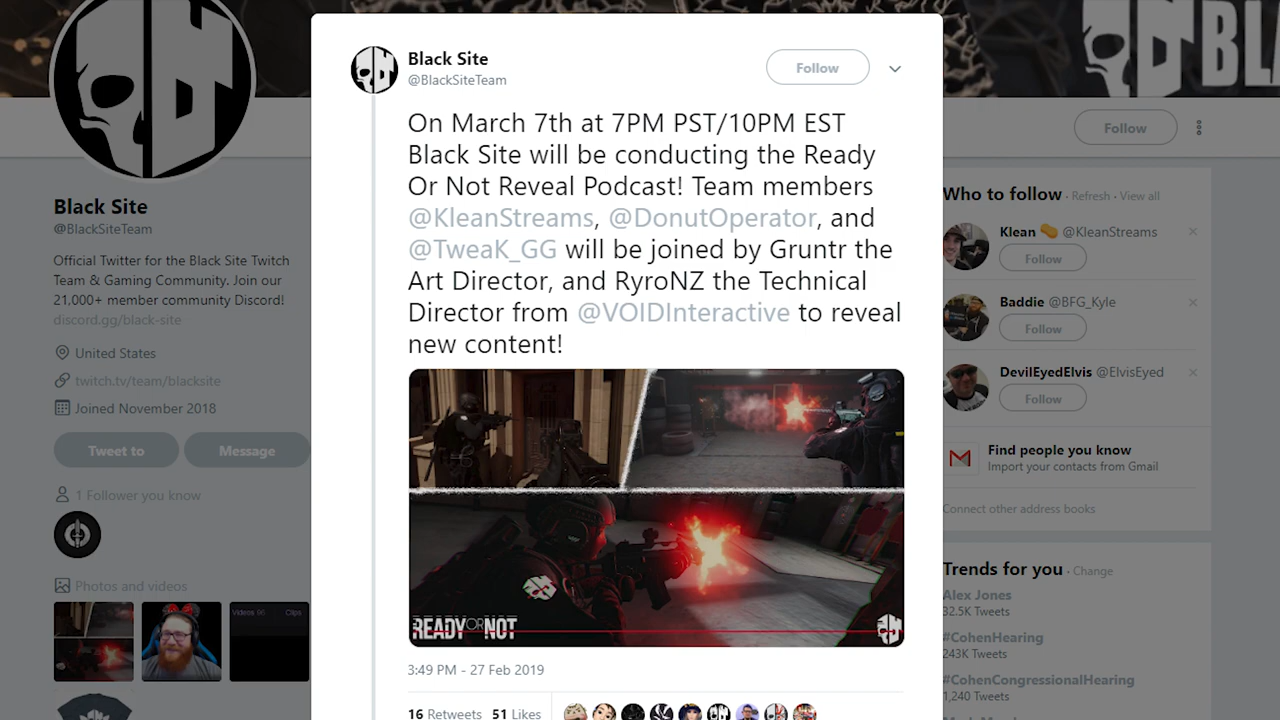 BL
Black Site
@BlackSiteTeam
Follow
On March 7th at 7PM PST/10PM EST
Black Site will be conducting the Ready
Or Not Reveal Podcast! Team members
@KleanStreams, @DonutOperator, and
@TweaK_GG will be joined by Gruntr the
Art Director, and RyroNZ the Technical
Director from @VOIDInteractive to reveal
new content!
READY OR NOT
3:49 PM - 27 Feb 2019
16 Retweets 51 Likes
Black Site
@BlackSiteTeam
Official Twitter for the Black Site Twitch
Team & Gaming Community. Join our
21,000+ member community Discord!
discord.gg/black-site
United States
twitch.tv/team/blacksite
Joined November 2018
Tweet to
Message
1 Follower you know
Photos and videos
Videos
Clips
Follow
Who to follow · Refresh · View all
Klean @KleanStreams
Follow
Baddie @BFG_Kyle
Follow
DevilEyedElvis @ElvisEyed
Follow
Find people you know
Import your contacts from Gmail
Connect other address books
Trends for you · Change
Alex Jones
32.5K Tweets
#CohenHearing
243K Tweets
#CohenCongressionalHearing
1,240 Tweets